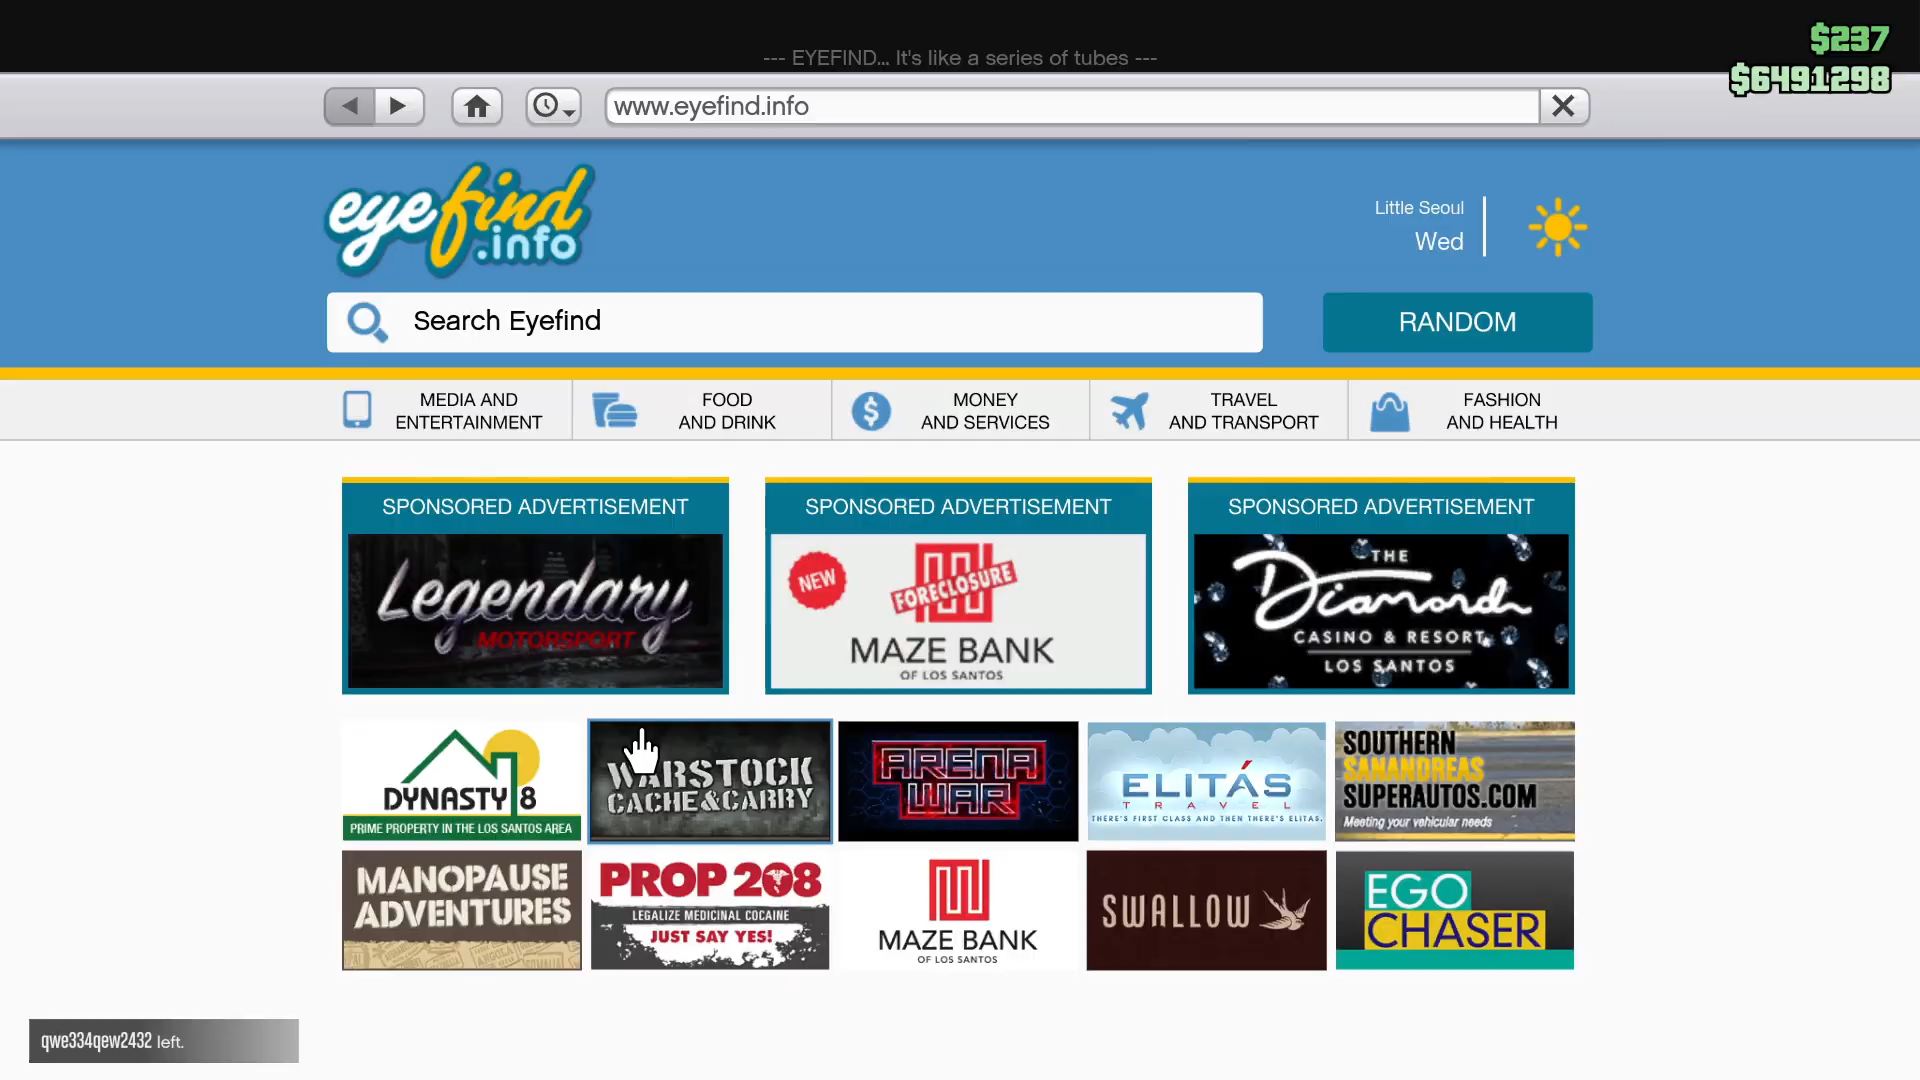 $237
--- EYEFIND... It's like a series of tubes ---
$6491298
www.eyefind.info
eyefind
.info
Little Seoul
Wed
Search Eyefind
RANDOM
MEDIA AND
ENTERTAINMENT
FOOD
AND DRINK
MONEY
AND SERVICES
TRAVEL
AND TRANSPORT
FASHION
AND HEALTH
SPONSORED ADVERTISEMENT
Legendary
MOTORSPORT
SPONSORED ADVERTISEMENT
NEW
FORECLOSURE
MAZE BANK
OF LOS SANTOS
SPONSORED ADVERTISEMENT
THE
Diamond
CASINO & RESORT
LOS SANTOS
DYNASTY 8
PRIME PROPERTY IN THE LOS SANTOS AREA
WARSTOCK
CACHE&CARRY
ARENA
WAR
ELITÁS
TRAVEL
THERE'S FIRST CLASS AND THEN THERE'S ELITAS.
SOUTHERN
SANANDREAS
SUPERAUTOS.COM
Meeting your vehicular needs
MANOPAUSE
ADVENTURES
PROP 208
LEGALIZE MEDICINAL COCAINE
JUST SAY YES!
MAZE BANK
OF LOS SANTOS
SWALLOW
EGO
CHASER
qwe334qew2432 left.